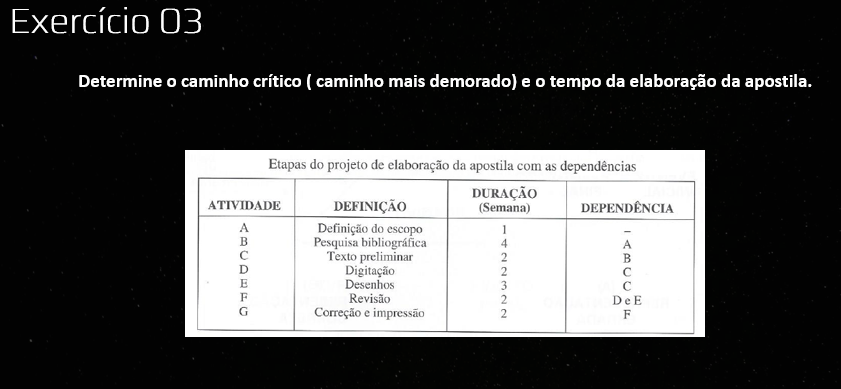 Exercício 03
Determine o caminho crítico ( caminho mais demorado) e o tempo da elaboração da apostila.
Etapas do projeto de elaboração da apostila com as dependências
ATIVIDADE DEFINIÇÃO DURAÇÃO (Semana) DEPENDÊNCIA
A Definição do escopo 1 –
B Pesquisa bibliográfica 4 A
C Texto preliminar 2 B
D Digitação 2 C
E Desenhos 3 C
F Revisão 2 D e E
G Correção e impressão 2 F